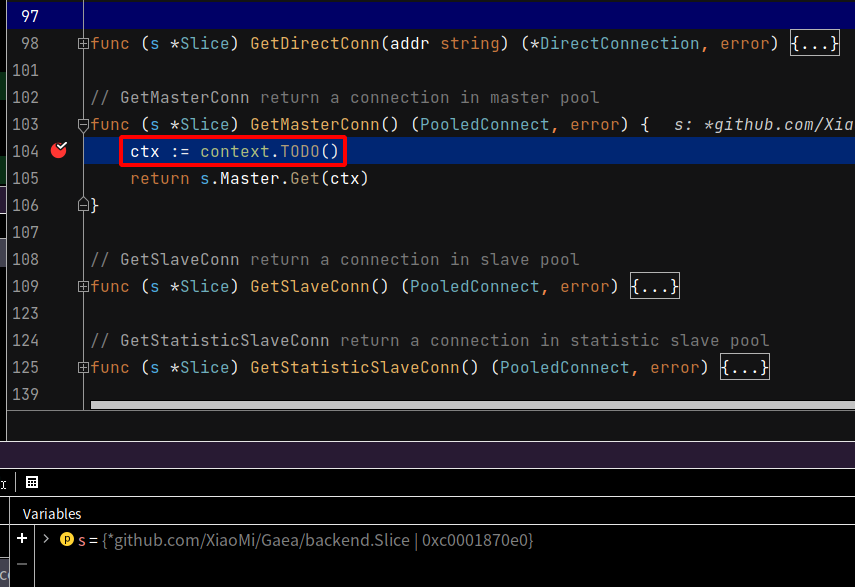 97
98 func (s *Slice) GetDirectConn(addr string) (*DirectConnection, error) {...}
101
102 // GetMasterConn return a connection in master pool
103 func (s *Slice) GetMasterConn() (PooledConnect, error) { s: *github.com/Xia
104 ctx := context.TODO()
105 return s.Master.Get(ctx)
106 }
107
108 // GetSlaveConn return a connection in slave pool
109 func (s *Slice) GetSlaveConn() (PooledConnect, error) {...}
123
124 // GetStatisticSlaveConn return a connection in statistic slave pool
125 func (s *Slice) GetStatisticSlaveConn() (PooledConnect, error) {...}
139
Variables
p s = {*github.com/XiaoMi/Gaea/backend.Slice | 0xc0001870e0}